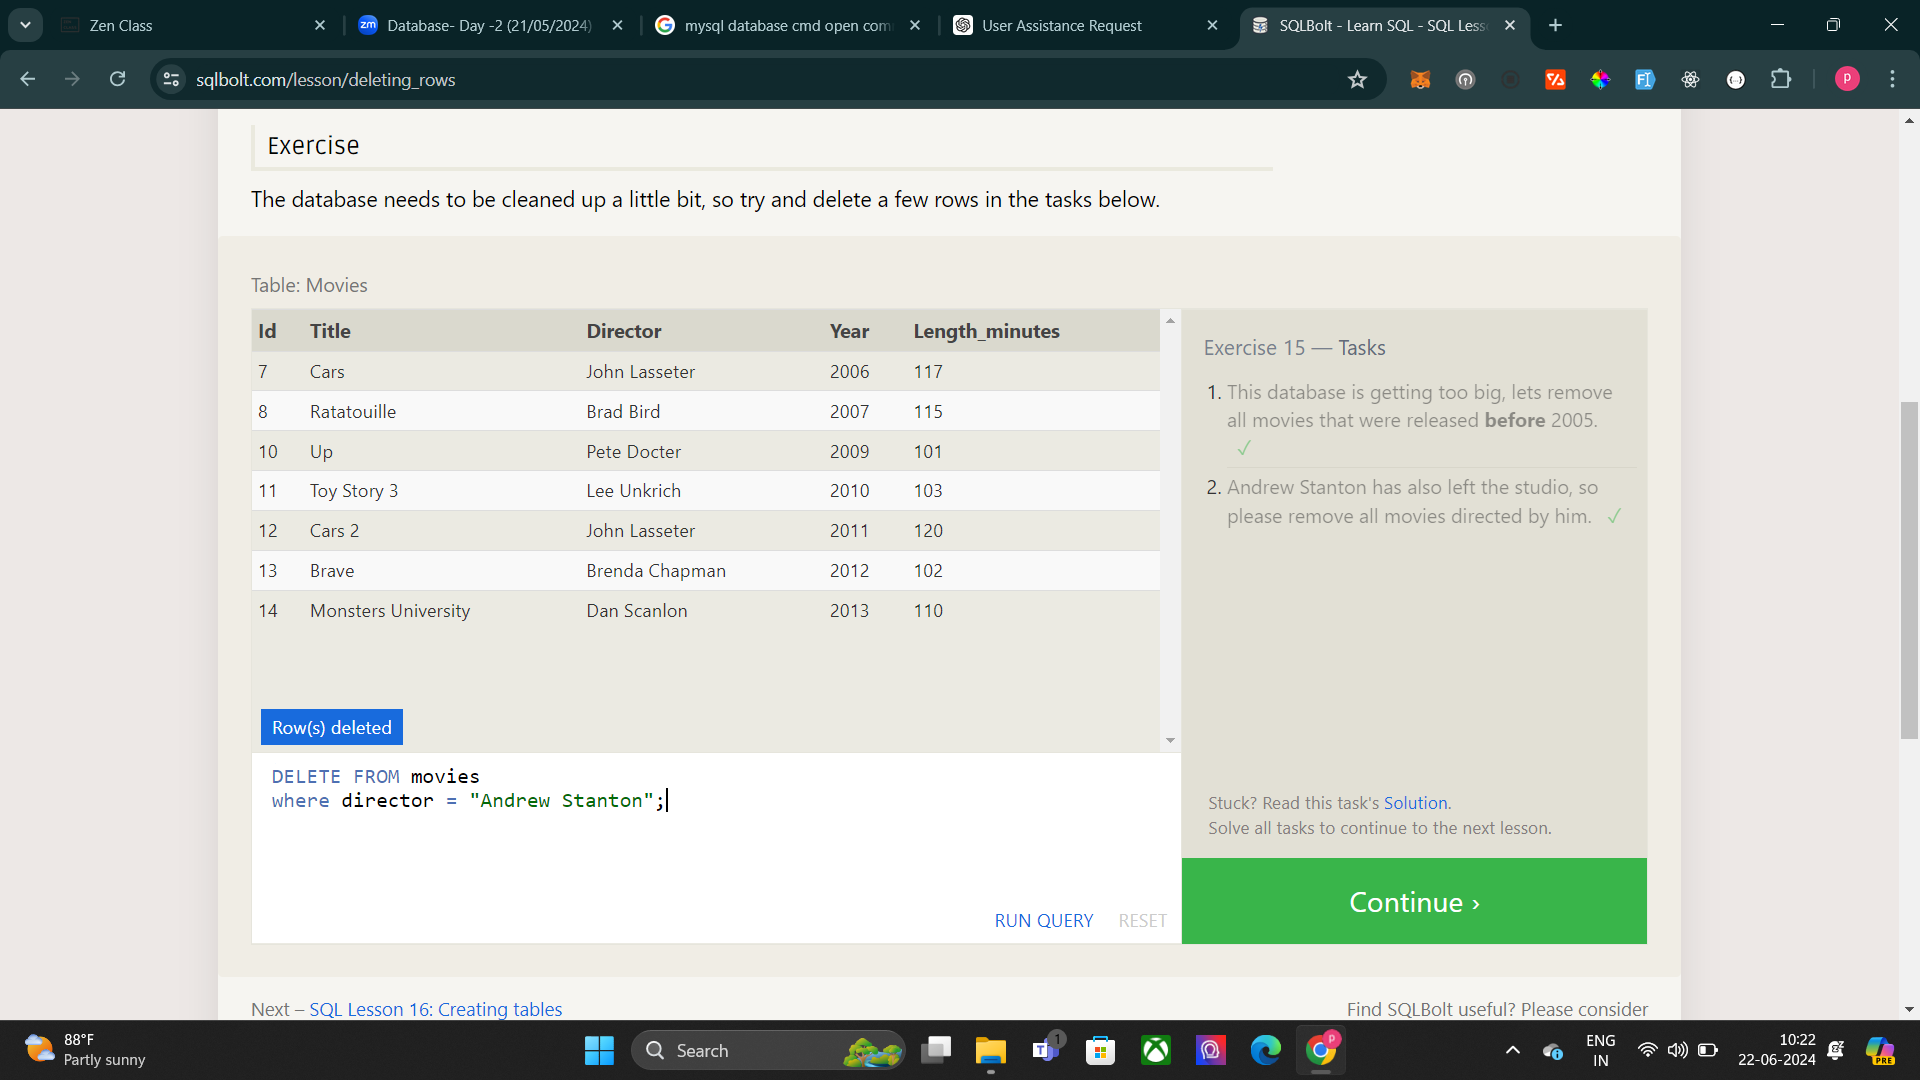 Zen Class
Database- Day -2 (21/05/2024)
mysql database cmd open com
User Assistance Request
SQLBolt - Learn SQL - SQL Less
sqlbolt.com/lesson/deleting_rows
Exercise
The database needs to be cleaned up a little bit, so try and delete a few rows in the tasks below.
Table: Movies
Id Title Director Year Length_minutes
7 Cars John Lasseter 2006 117
8 Ratatouille Brad Bird 2007 115
10 Up Pete Docter 2009 101
11 Toy Story 3 Lee Unkrich 2010 103
12 Cars 2 John Lasseter 2011 120
13 Brave Brenda Chapman 2012 102
14 Monsters University Dan Scanlon 2013 110
Row(s) deleted
DELETE FROM movies
where director = "Andrew Stanton";
RUN QUERY RESET
Exercise 15 — Tasks
1. This database is getting too big, lets remove
all movies that were released before 2005.
✓
2. Andrew Stanton has also left the studio, so
please remove all movies directed by him. ✓
Stuck? Read this task's Solution.
Solve all tasks to continue to the next lesson.
Continue ›
Next – SQL Lesson 16: Creating tables
Find SQLBolt useful? Please consider
88°F
Partly sunny
Search
ENG
IN
10:22
22-06-2024